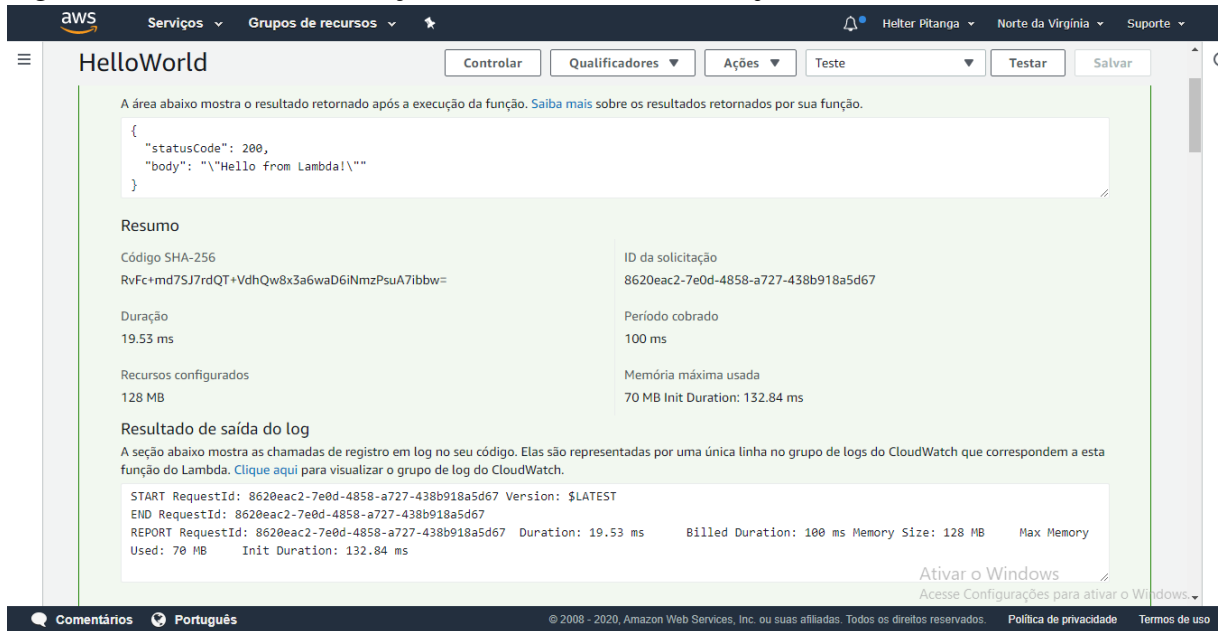 aws Serviços Grupos de recursos Helter Pitanga Norte da Virgínia Suporte
HelloWorld Controlar Qualificadores Ações Teste Testar Salvar
A área abaixo mostra o resultado retornado após a execução da função. Saiba mais sobre os resultados retornados por sua função.
{
"statusCode": 200,
"body": "\"Hello from Lambda!\""
}
Resumo
Código SHA-256 ID da solicitação
RvFc+md7SJ7rdQT+VdhQw8x3a6waD6iNmzPsuA7ibbw= 8620eac2-7e0d-4858-a727-438b918a5d67
Duração Período cobrado
19.53 ms 100 ms
Recursos configurados Memória máxima usada
128 MB 70 MB Init Duration: 132.84 ms
Resultado de saída do log
A seção abaixo mostra as chamadas de registro em log no seu código. Elas são representadas por uma única linha no grupo de logs do CloudWatch que correspondem a esta
função do Lambda. Clique aqui para visualizar o grupo de log do CloudWatch.
START RequestId: 8620eac2-7e0d-4858-a727-438b918a5d67 Version: $LATEST
END RequestId: 8620eac2-7e0d-4858-a727-438b918a5d67
REPORT RequestId: 8620eac2-7e0d-4858-a727-438b918a5d67 Duration: 19.53 ms Billed Duration: 100 ms Memory Size: 128 MB Max Memory
Used: 70 MB Init Duration: 132.84 ms
Ativar o Windows
Acesse Configurações para ativar o Windows.
Comentários Português © 2008 - 2020, Amazon Web Services, Inc. ou suas afiliadas. Todos os direitos reservados. Política de privacidade Termos de uso